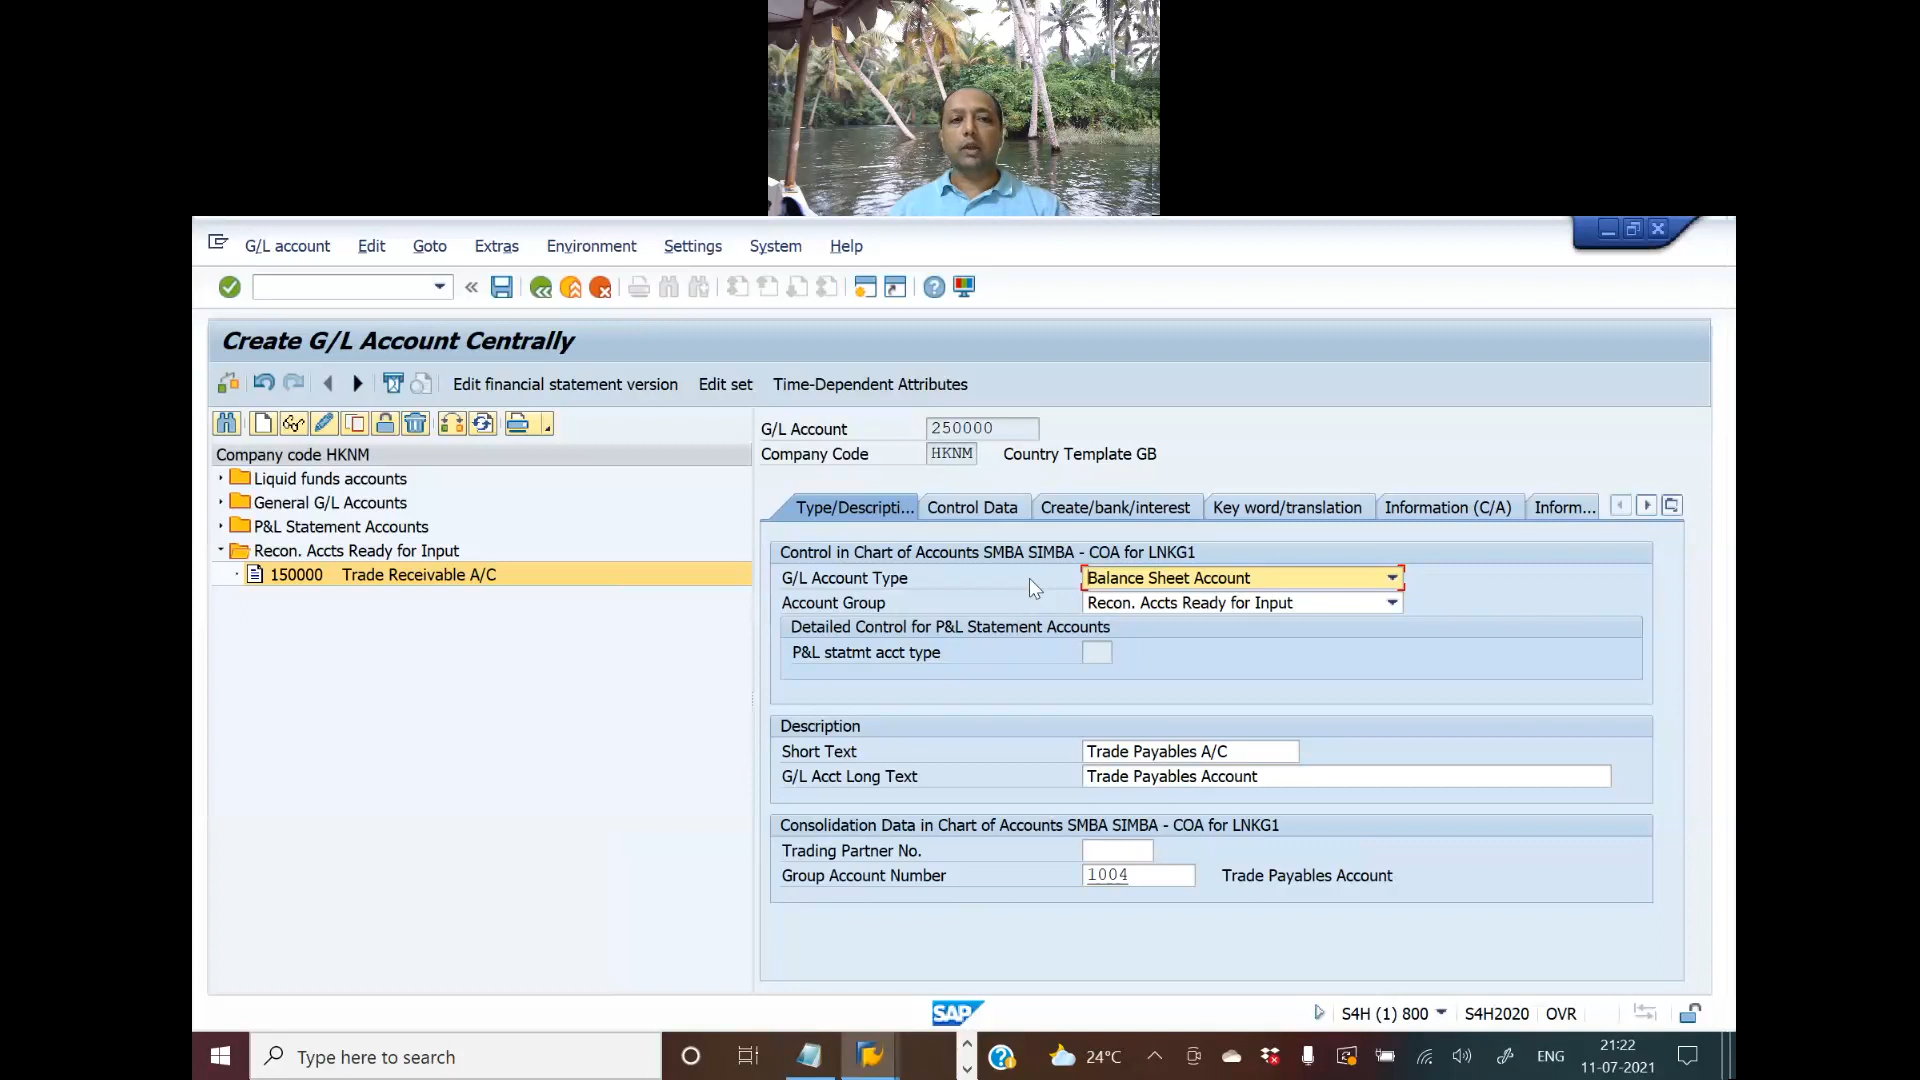 G/L account Edit Goto Extras Environment Settings System Help
Create G/L Account Centrally
Edit financial statement version Edit set Time-Dependent Attributes
Company code HKNM
Liquid funds accounts
General G/L Accounts
P&L Statement Accounts
Recon. Accts Ready for Input
150000 Trade Receivable A/C
G/L Account 250000
Company Code HKNM Country Template GB
Type/Descripti... Control Data Create/bank/interest Key word/translation Information (C/A) Inform...
Control in Chart of Accounts SMBA SIMBA - COA for LNKG1
G/L Account Type Balance Sheet Account
Account Group Recon. Accts Ready for Input
Detailed Control for P&L Statement Accounts
P&L statmt acct type
Description
Short Text Trade Payables A/C
G/L Acct Long Text Trade Payables Account
Consolidation Data in Chart of Accounts SMBA SIMBA - COA for LNKG1
Trading Partner No.
Group Account Number 1004 Trade Payables Account
SAP S4H (1) 800 S4H2020 OVR
Type here to search 24°C ENG 21:22
11-07-2021